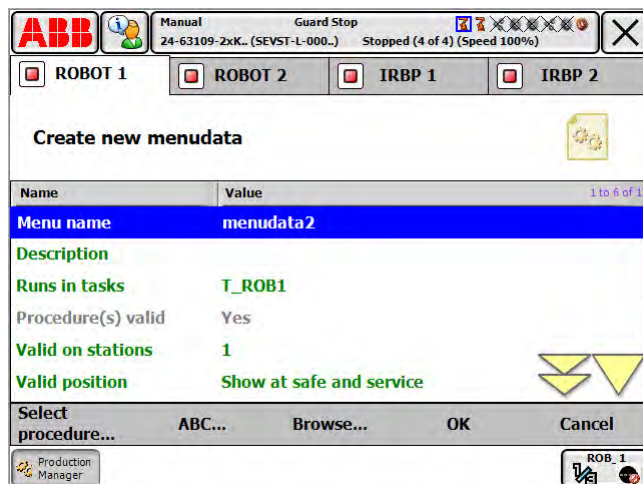 ABB
Manual Guard Stop
24-63109-2xK.. (SEVST-L-000..) Stopped (4 of 4) (Speed 100%)
ROBOT 1 ROBOT 2 IRBP 1 IRBP 2
Create new menudata
Name Value 1 to 6 of 1
Menu name menudata2
Description
Runs in tasks T_ROB1
Procedure(s) valid Yes
Valid on stations 1
Valid position Show at safe and service
Select procedure... ABC... Browse... OK Cancel
Production Manager
ROB_1